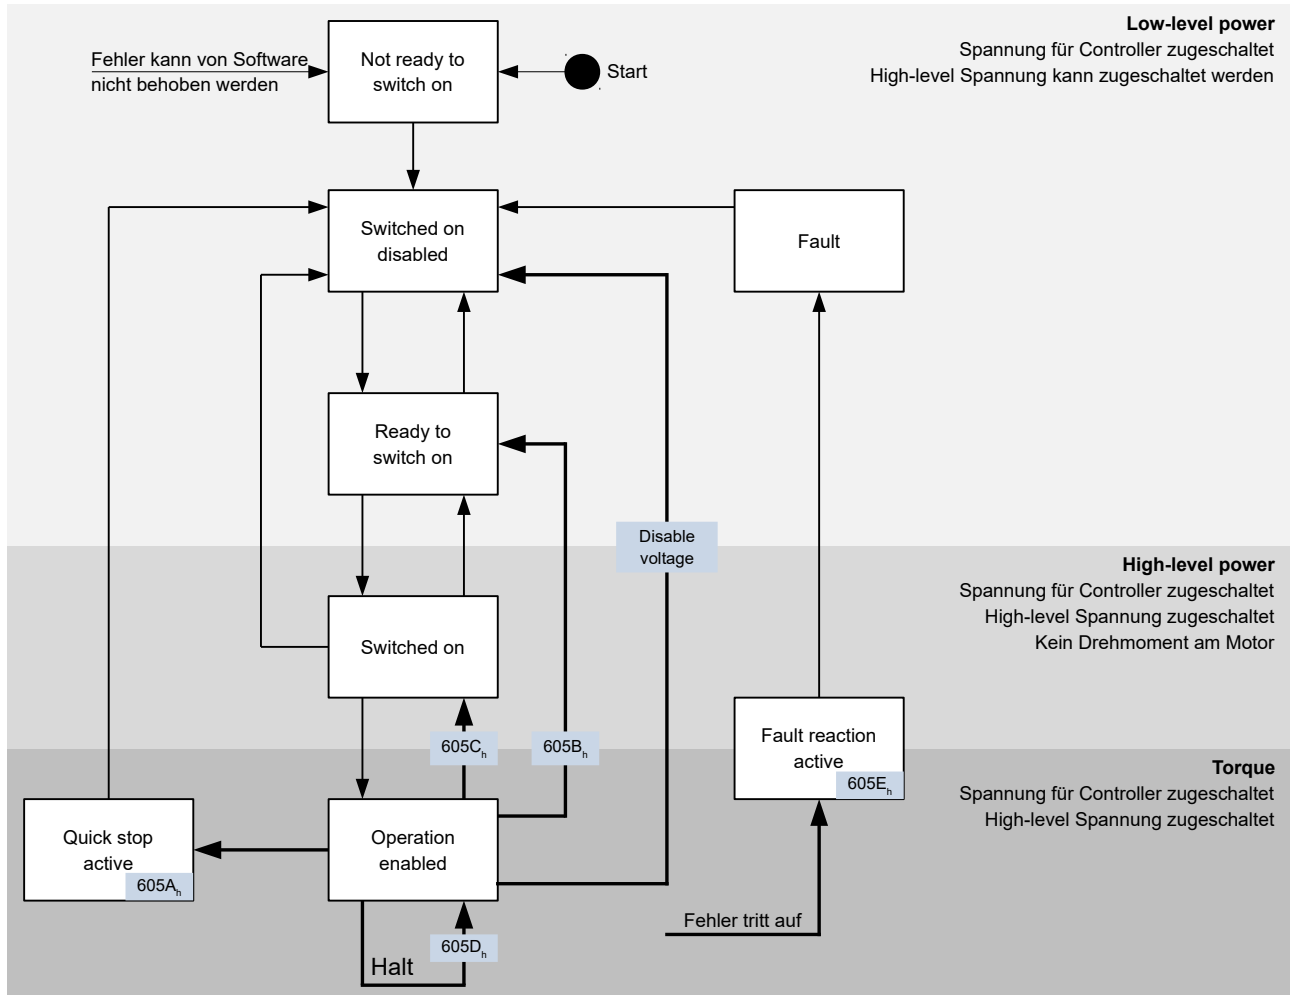 Low-level power
Spannung für Controller zugeschaltet
High-level Spannung kann zugeschaltet werden
Fehler kann von Software
nicht behoben werden
Not ready to
switch on
Start
Switched on
disabled
Fault
Ready to
switch on
Disable
voltage
High-level power
Spannung für Controller zugeschaltet
High-level Spannung zugeschaltet
Kein Drehmoment am Motor
Switched on
605Ch
605Bh
Fault reaction
active
605Eh
Torque
Spannung für Controller zugeschaltet
High-level Spannung zugeschaltet
Quick stop
active
605Ah
Operation
enabled
Fehler tritt auf
605Dh
Halt